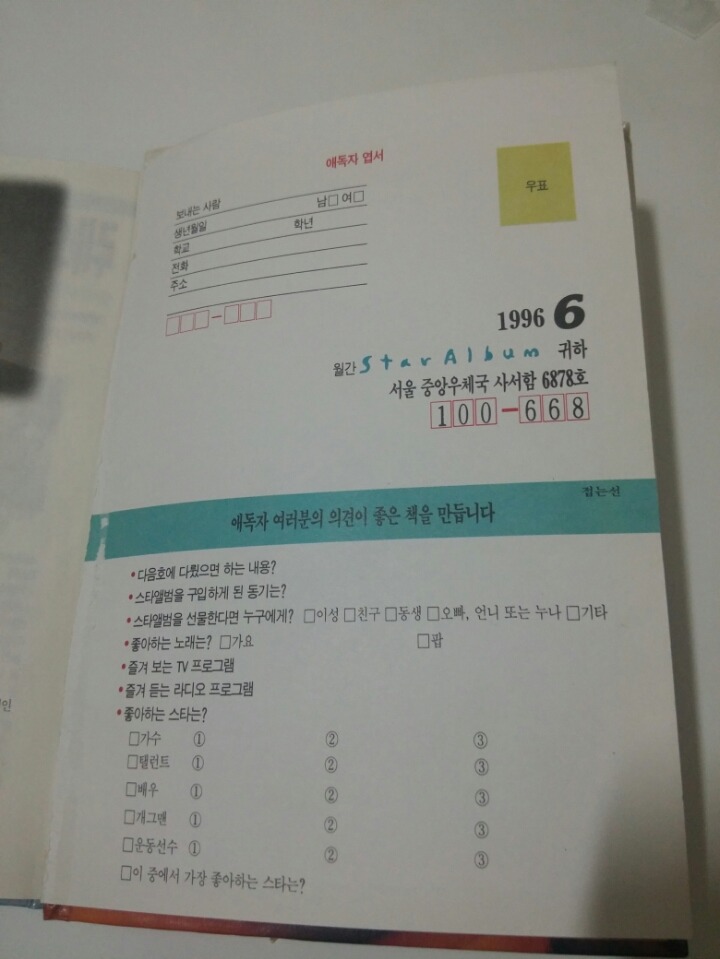 애독자 엽서
우표
보내는 사람 남□ 여□
생년월일 학년
학교
전화
주소
□□□-□□□
1996 6
월간 Star Album 귀하
서울 중앙우체국 사서함 6878호
100-668
접는선
애독자 여러분의 의견이 좋은 책을 만듭니다
•다음호에 다뤘으면 하는 내용?
•스타앨범을 구입하게 된 동기는?
•스타앨범을 선물한다면 누구에게? □이성 □친구 □동생 □오빠, 언니 또는 누나 □기타
•좋아하는 노래는? □가요 □팝
•즐겨 보는 TV 프로그램
•즐겨 듣는 라디오 프로그램
•좋아하는 스타는?
□가수 ① ② ③
□탤런트 ① ② ③
□배우 ① ② ③
□개그맨 ① ② ③
□운동선수 ① ② ③
□이 중에서 가장 좋아하는 스타는?